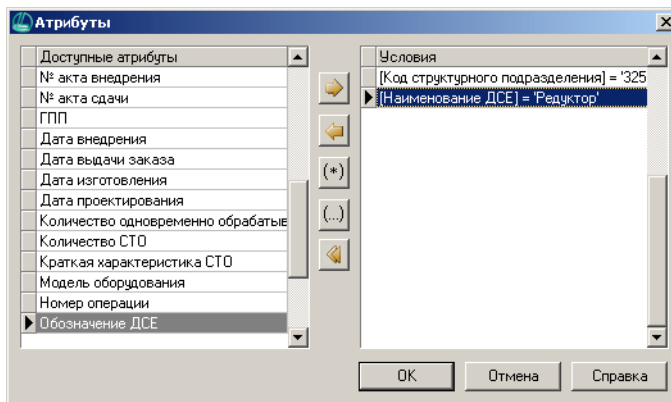 Атрибуты
Доступные атрибуты
№ акта внедрения
№ акта сдачи
ГПП
Дата внедрения
Дата выдачи заказа
Дата изготовления
Дата проектирования
Количество одновременно обрабатыв
Количество СТО
Краткая характеристика СТО
Модель оборудования
Номер операции
Обозначение ДСЕ
(*)
(...)
Условия
[Код структурного подразделения] = '325
[Наименование ДСЕ] = 'Редуктор'
OK
Отмена
Справка